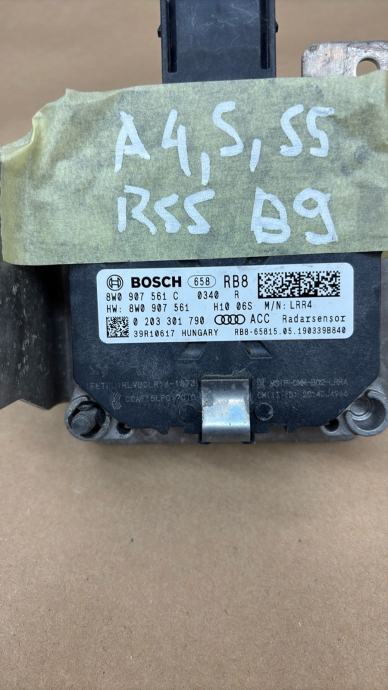 A4, 5, S5
RS5 B9
BOSCH 658 RB8
8W0 907 561 C 0340 R
HW: 8W0 907 561 H10 06S M/N: LRR4
0 203 301 790 ACC Radarsensor
39R10617 HUNGARY RB8-65815.05.190339B840